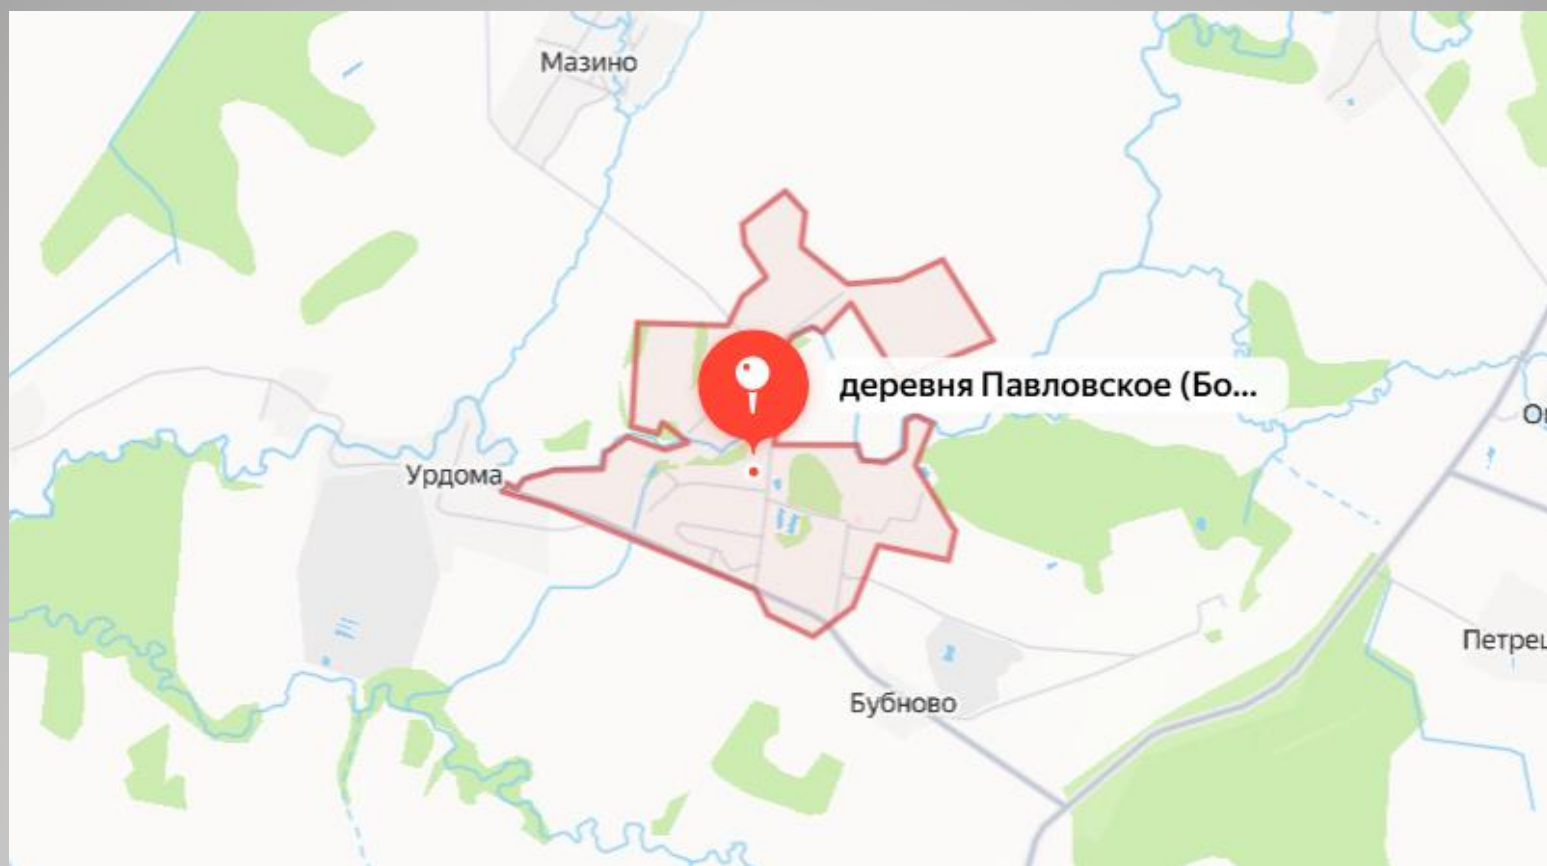 Мазино
деревня Павловское (Бо...
Урдома
Петрец
Бубново